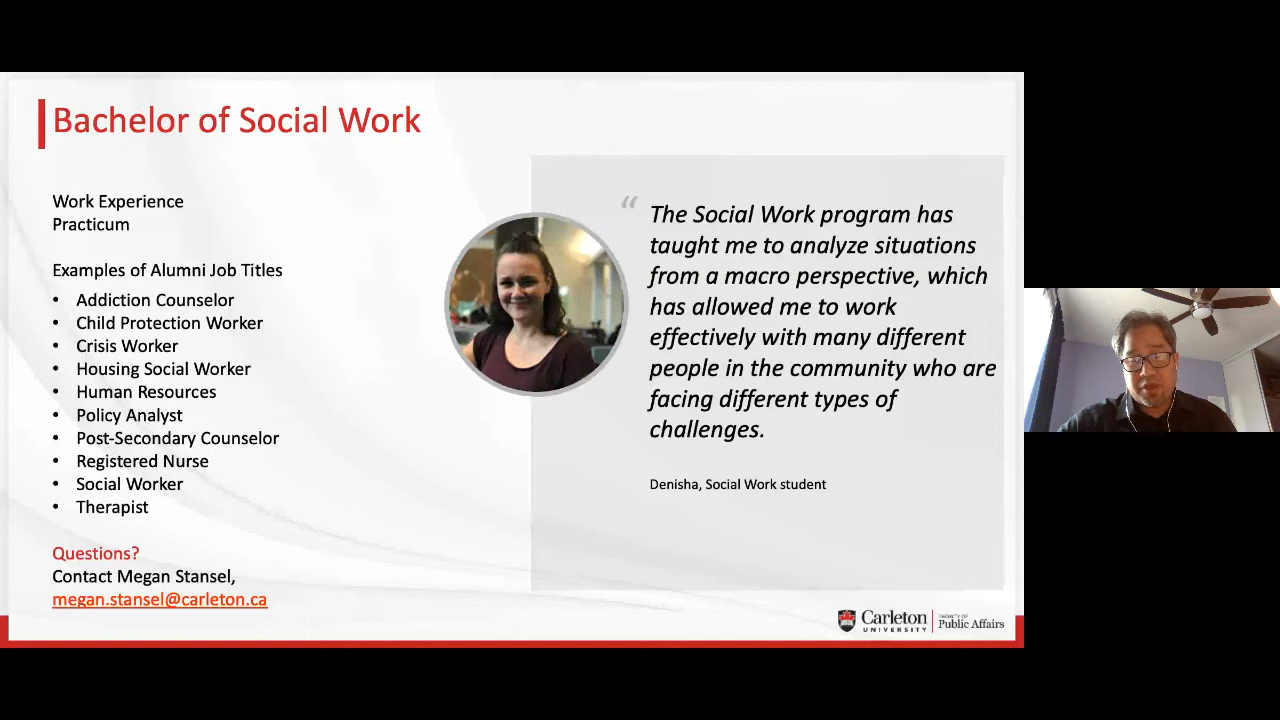 Bachelor of Social Work
Work Experience
Practicum
Examples of Alumni Job Titles
• Addiction Counselor
• Child Protection Worker
• Crisis Worker
• Housing Social Worker
• Human Resources
• Policy Analyst
• Post-Secondary Counselor
• Registered Nurse
• Social Worker
• Therapist
Questions?
Contact Megan Stansel,
megan.stansel@carleton.ca
“
The Social Work program has
taught me to analyze situations
from a macro perspective, which
has allowed me to work
effectively with many different
people in the community who are
facing different types of
challenges.
Denisha, Social Work student
Carleton
UNIVERSITY
FACULTY OF
Public Affairs